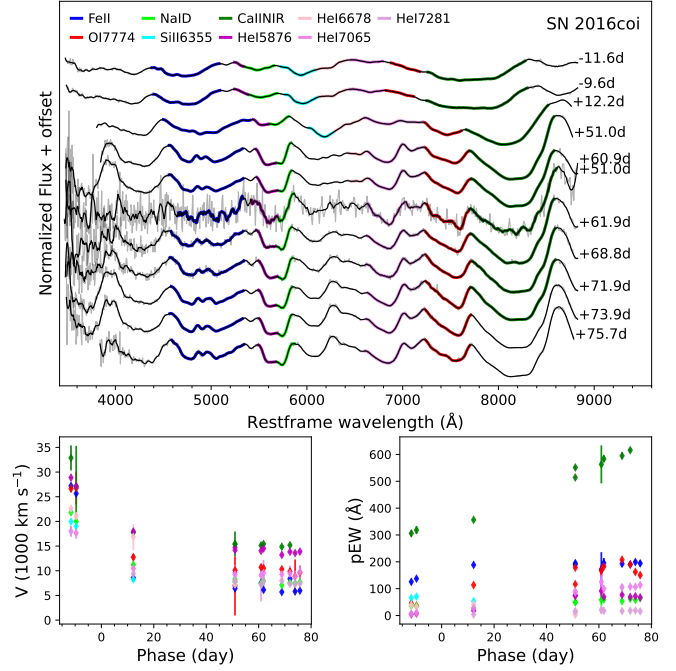 FeII NaID CaIINIR HeI6678 HeI7281
OI7774 SiII6355 HeI5876 HeI7065
SN 2016coi
-11.6d
-9.6d
+12.2d
+51.0d
+60.9d
+51.0d
+61.9d
+68.8d
+71.9d
+73.9d
+75.7d
Normalized Flux + offset
4000 5000 6000 7000 8000 9000
Restframe wavelength (Å)
35
30
25
20
15
10
5
0
V (1000 km s⁻¹)
0 20 40 60 80
Phase (day)
600
500
400
300
200
100
0
pEW (Å)
0 20 40 60 80
Phase (day)